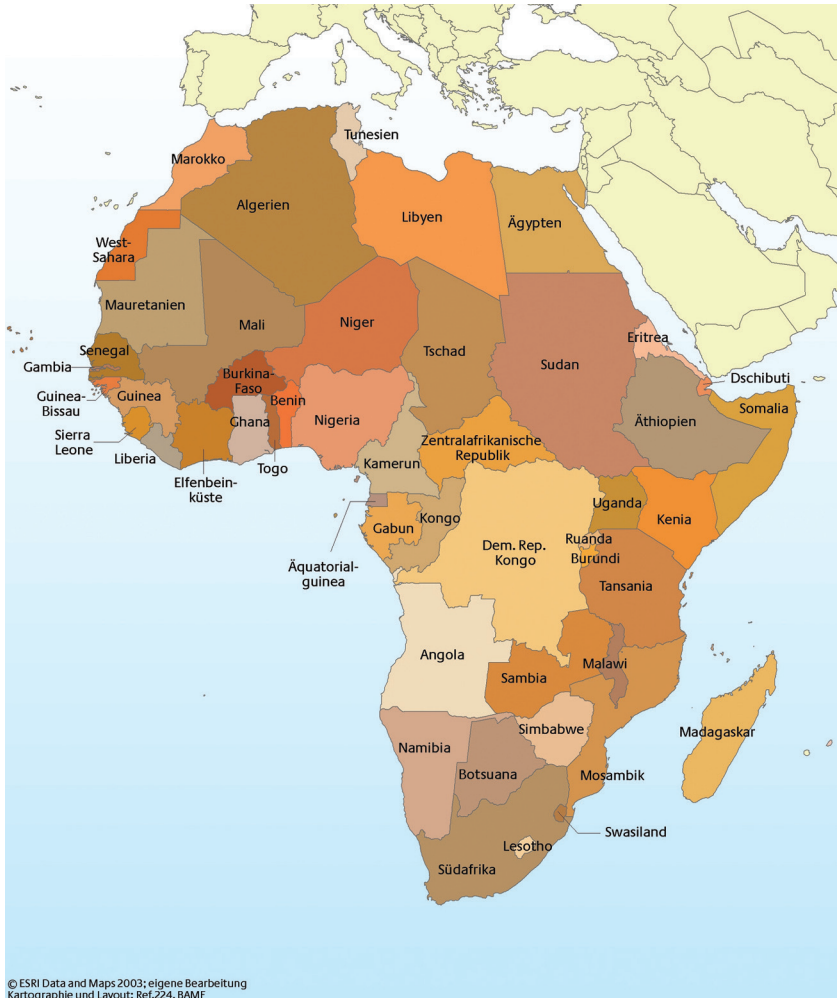 Tunesien
Marokko
Algerien
Libyen
Ägypten
West-
Sahara
Mauretanien
Mali
Niger
Tschad
Sudan
Eritrea
Senegal
Gambia
Dschibuti
Burkina-
Faso
Guinea-
Bissau
Guinea
Benin
Somalia
Ghana
Nigeria
Äthiopien
Sierra
Leone
Liberia
Togo
Zentralafrikanische
Republik
Kamerun
Elfenbein-
küste
Uganda
Kenia
Gabun
Kongo
Ruanda
Dem. Rep.
Kongo
Burundi
Äquatorial-
guinea
Tansania
Angola
Malawi
Sambia
Simbabwe
Madagaskar
Namibia
Botsuana
Mosambik
Swasiland
Lesotho
Südafrika
© ESRI Data and Maps 2003; eigene Bearbeitung
Kartographie und Layout: Ref.224, BAMF